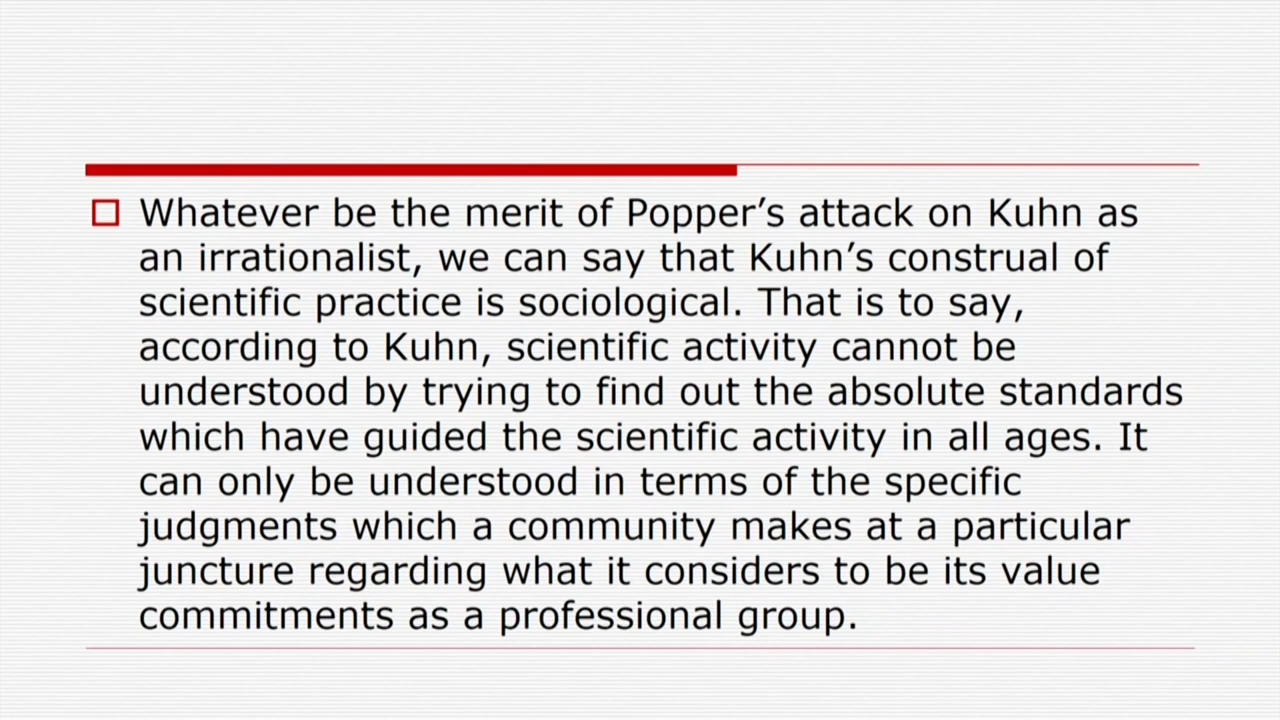 Whatever be the merit of Popper’s attack on Kuhn as
an irrationalist, we can say that Kuhn’s construal of
scientific practice is sociological. That is to say,
according to Kuhn, scientific activity cannot be
understood by trying to find out the absolute standards
which have guided the scientific activity in all ages. It
can only be understood in terms of the specific
judgments which a community makes at a particular
juncture regarding what it considers to be its value
commitments as a professional group.